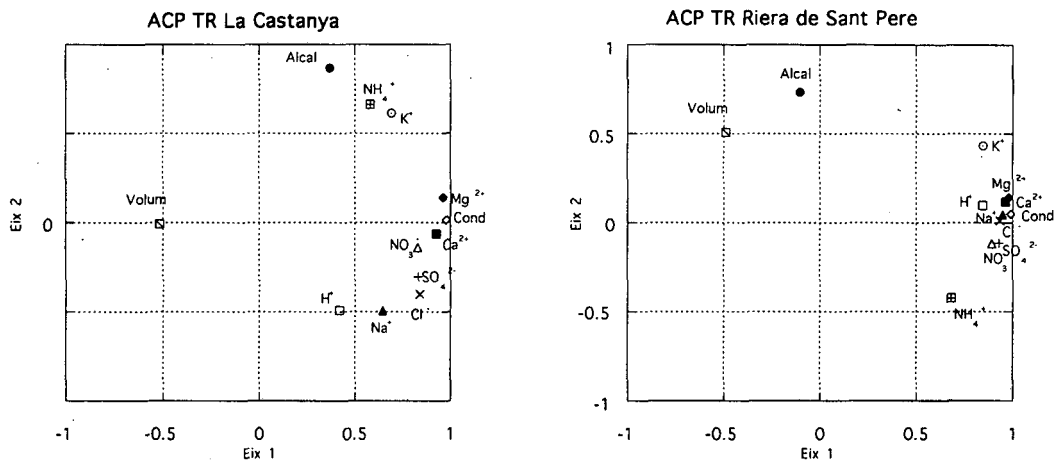 ACP TR La Castanya
Eix 2
0
Alcal
NH4+
K+
Volum
Mg2+
Cond
NO3-
Ca2+
SO42-
H+
Cl-
Na+
-1 -0.5 0 0.5 1
Eix 1
ACP TR Riera de Sant Pere
Eix 2
1
0.5
0
-0.5
-1
Alcal
Volum
K+
Mg2+
H+
Ca2+
Na+
Cond
Cl
SO42-
NO3-
NH4+
-1 -0.5 0 0.5 1
Eix 1